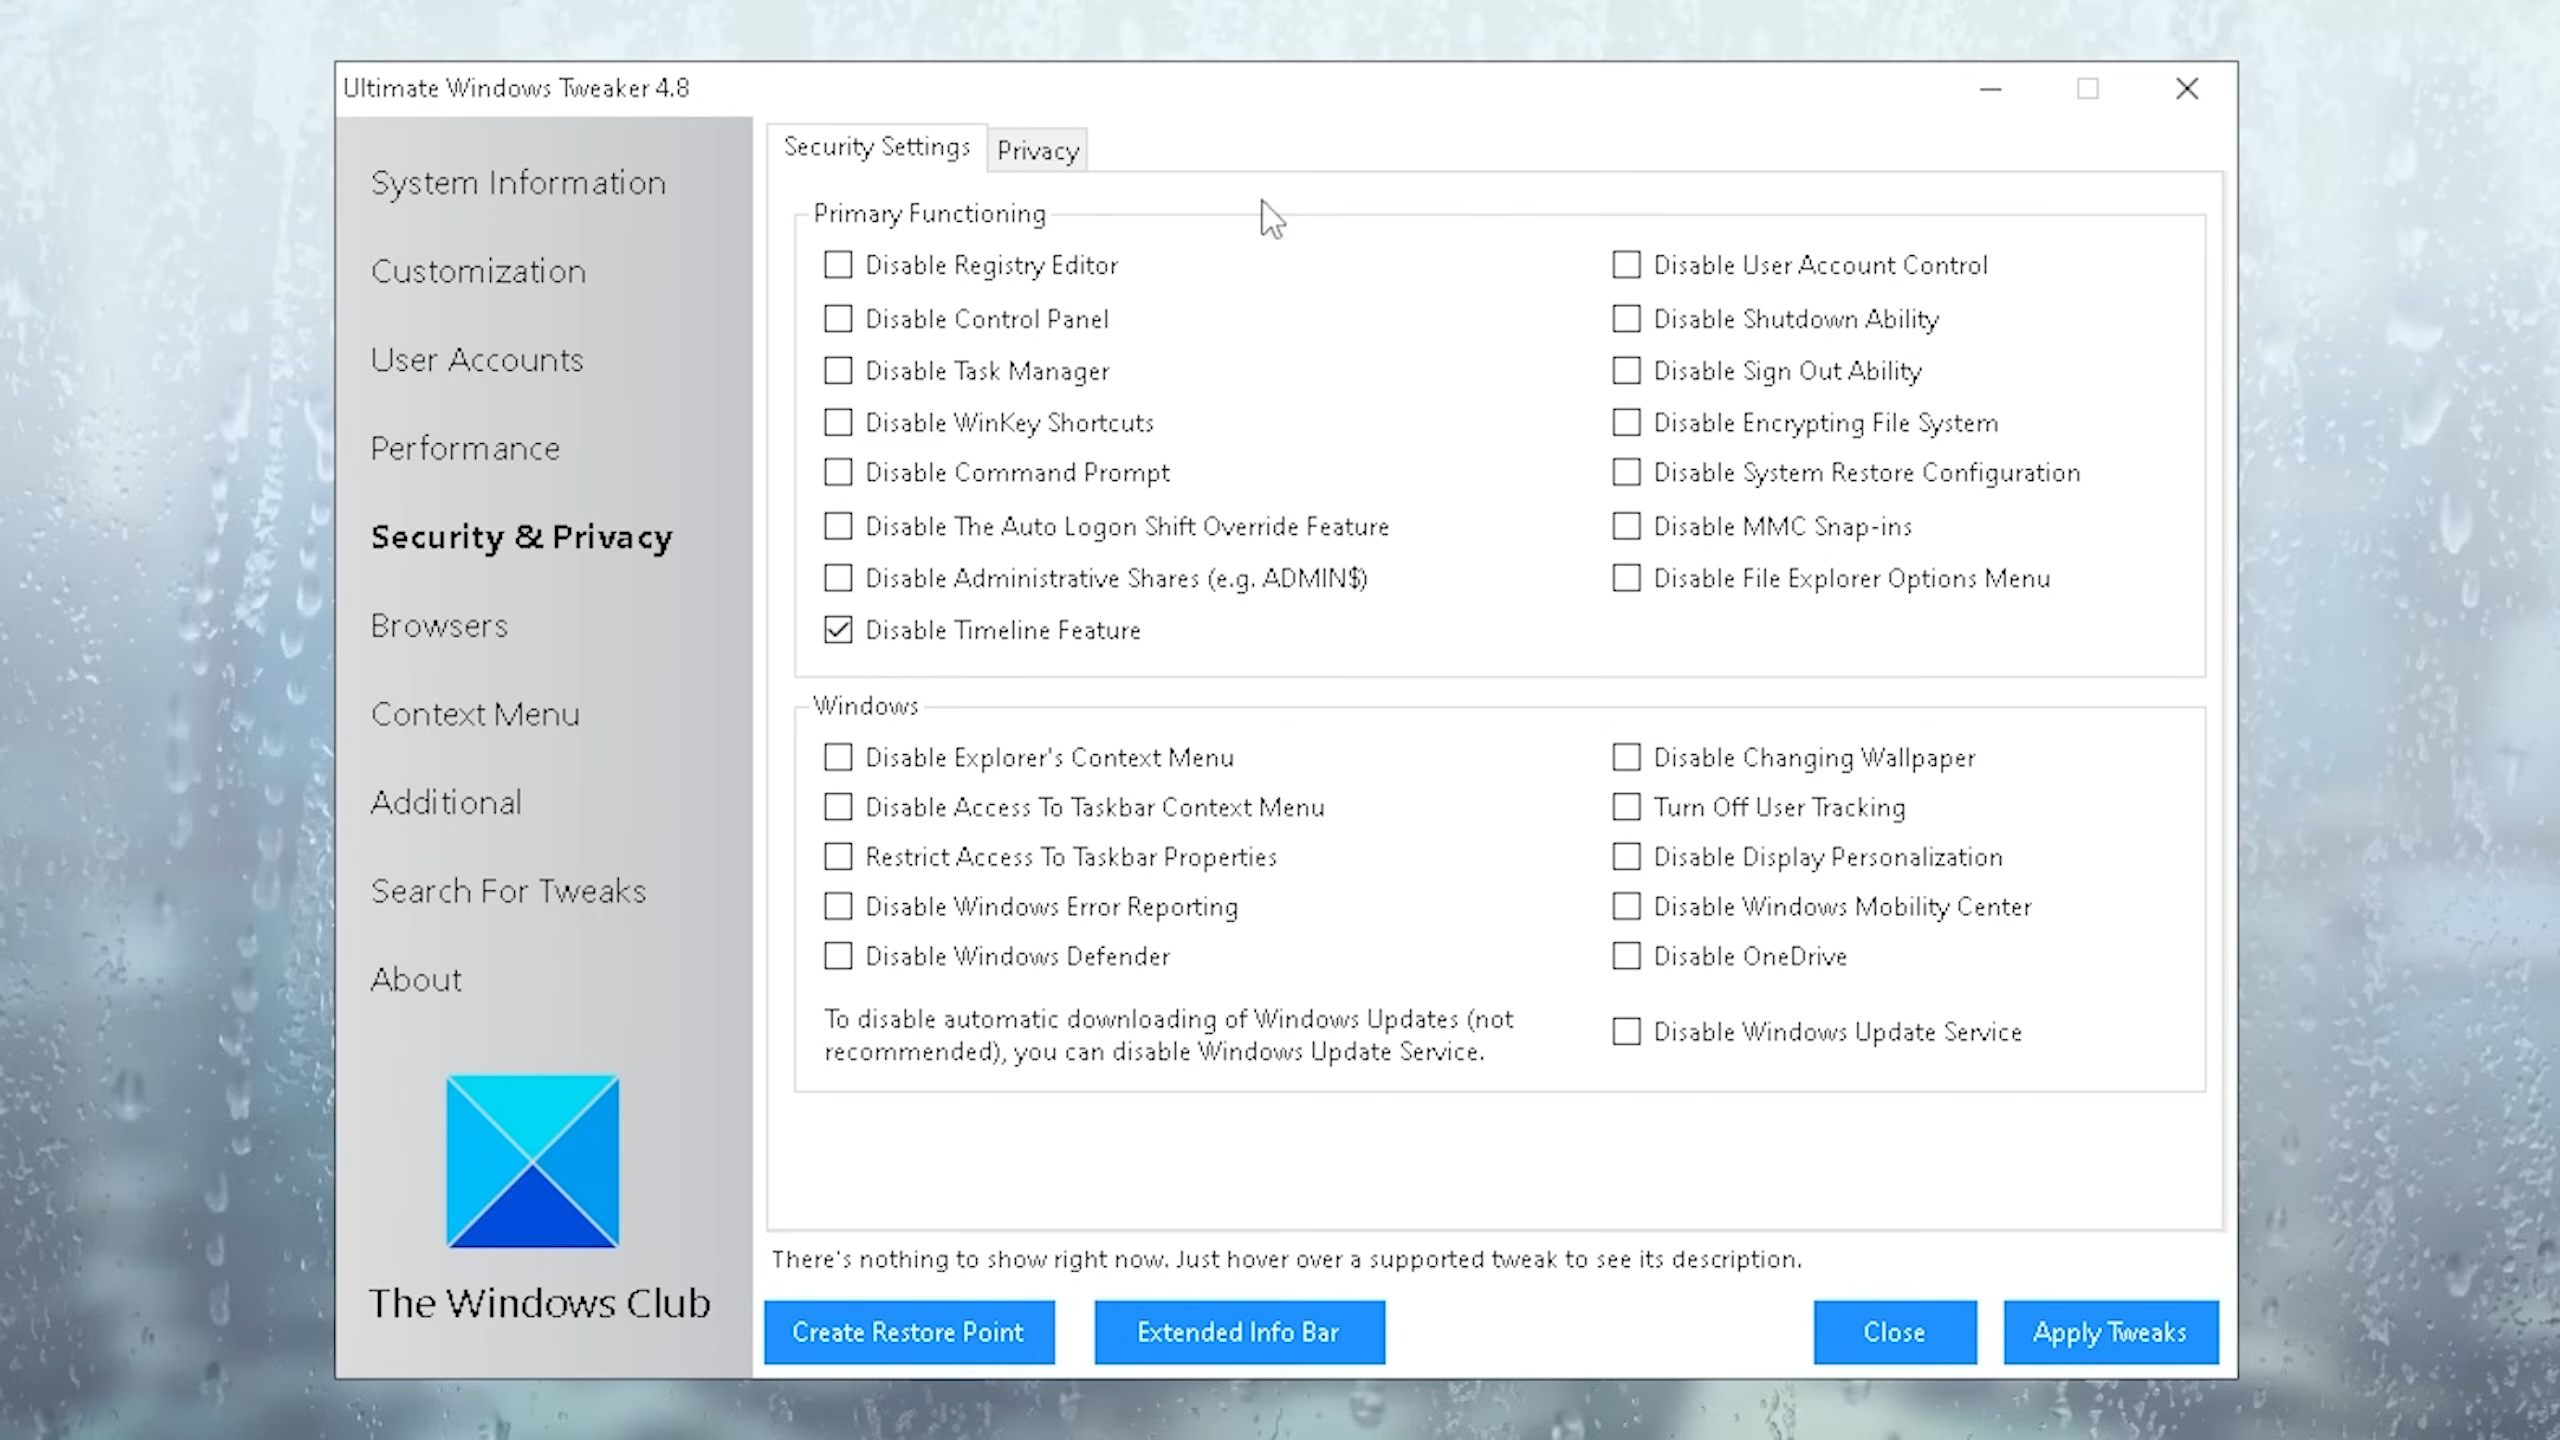 Ultimate Windows Tweaker 4.8
System Information
Customization
User Accounts
Performance
Security & Privacy
Browsers
Context Menu
Additional
Search For Tweaks
About
The Windows Club
Security Settings
Privacy
Primary Functioning
Disable Registry Editor
Disable Control Panel
Disable Task Manager
Disable WinKey Shortcuts
Disable Command Prompt
Disable The Auto Logon Shift Override Feature
Disable Administrative Shares (e.g. ADMIN$)
Disable Timeline Feature
Disable User Account Control
Disable Shutdown Ability
Disable Sign Out Ability
Disable Encrypting File System
Disable System Restore Configuration
Disable MMC Snap-ins
Disable File Explorer Options Menu
Windows
Disable Explorer's Context Menu
Disable Access To Taskbar Context Menu
Restrict Access To Taskbar Properties
Disable Windows Error Reporting
Disable Windows Defender
To disable automatic downloading of Windows Updates (not
recommended), you can disable Windows Update Service.
Disable Changing Wallpaper
Turn Off User Tracking
Disable Display Personalization
Disable Windows Mobility Center
Disable OneDrive
Disable Windows Update Service
There's nothing to show right now. Just hover over a supported tweak to see its description.
Create Restore Point
Extended Info Bar
Close
Apply Tweaks